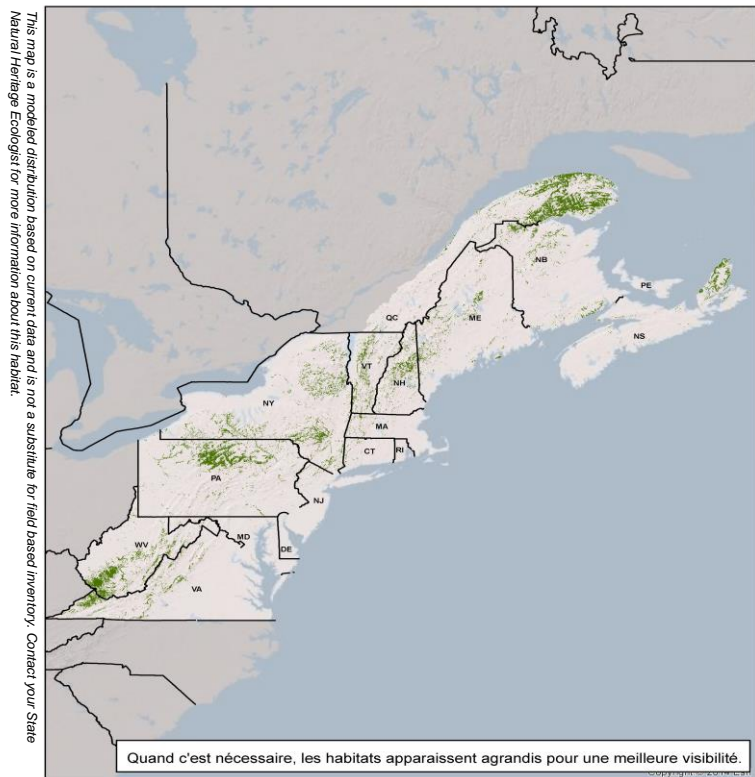 This map is a modeled distribution based on current data and is not a substitute for field based inventory. Contact your State
Natural Heritage Ecologist for more information about this habitat.
QC
NB
PE
ME
NS
VT
NH
NY
MA
CT
RI
PA
NJ
WV
MD
DE
VA
Quand c'est nécessaire, les habitats apparaissent agrandis pour une meilleure visibilité.